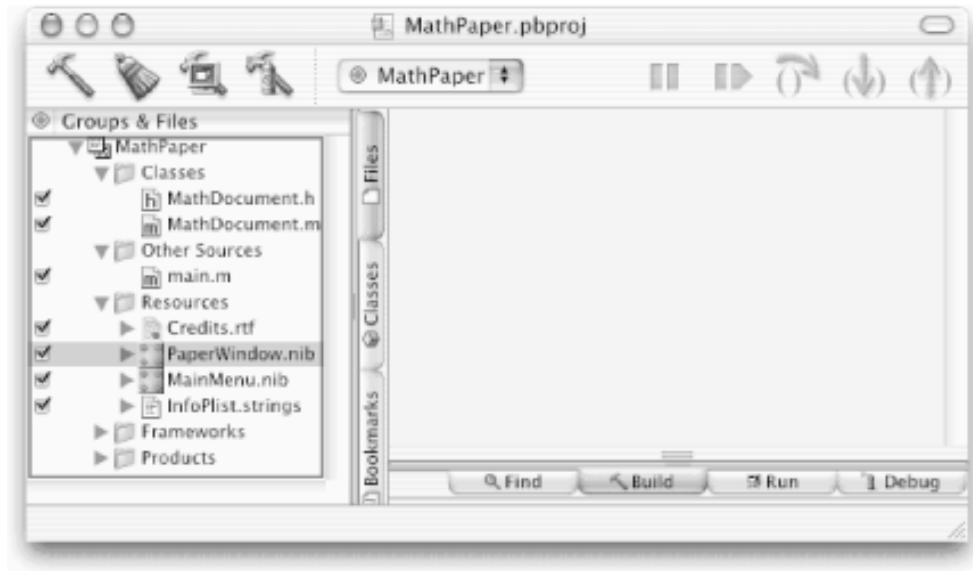 MathPaper.pbproj
MathPaper
Groups & Files
MathPaper
Classes
MathDocument.h
MathDocument.m
Other Sources
main.m
Resources
Credits.rtf
PaperWindow.nib
MainMenu.nib
InfoPlist.strings
Frameworks
Products
Files
Classes
Bookmarks
Find
Build
Run
Debug